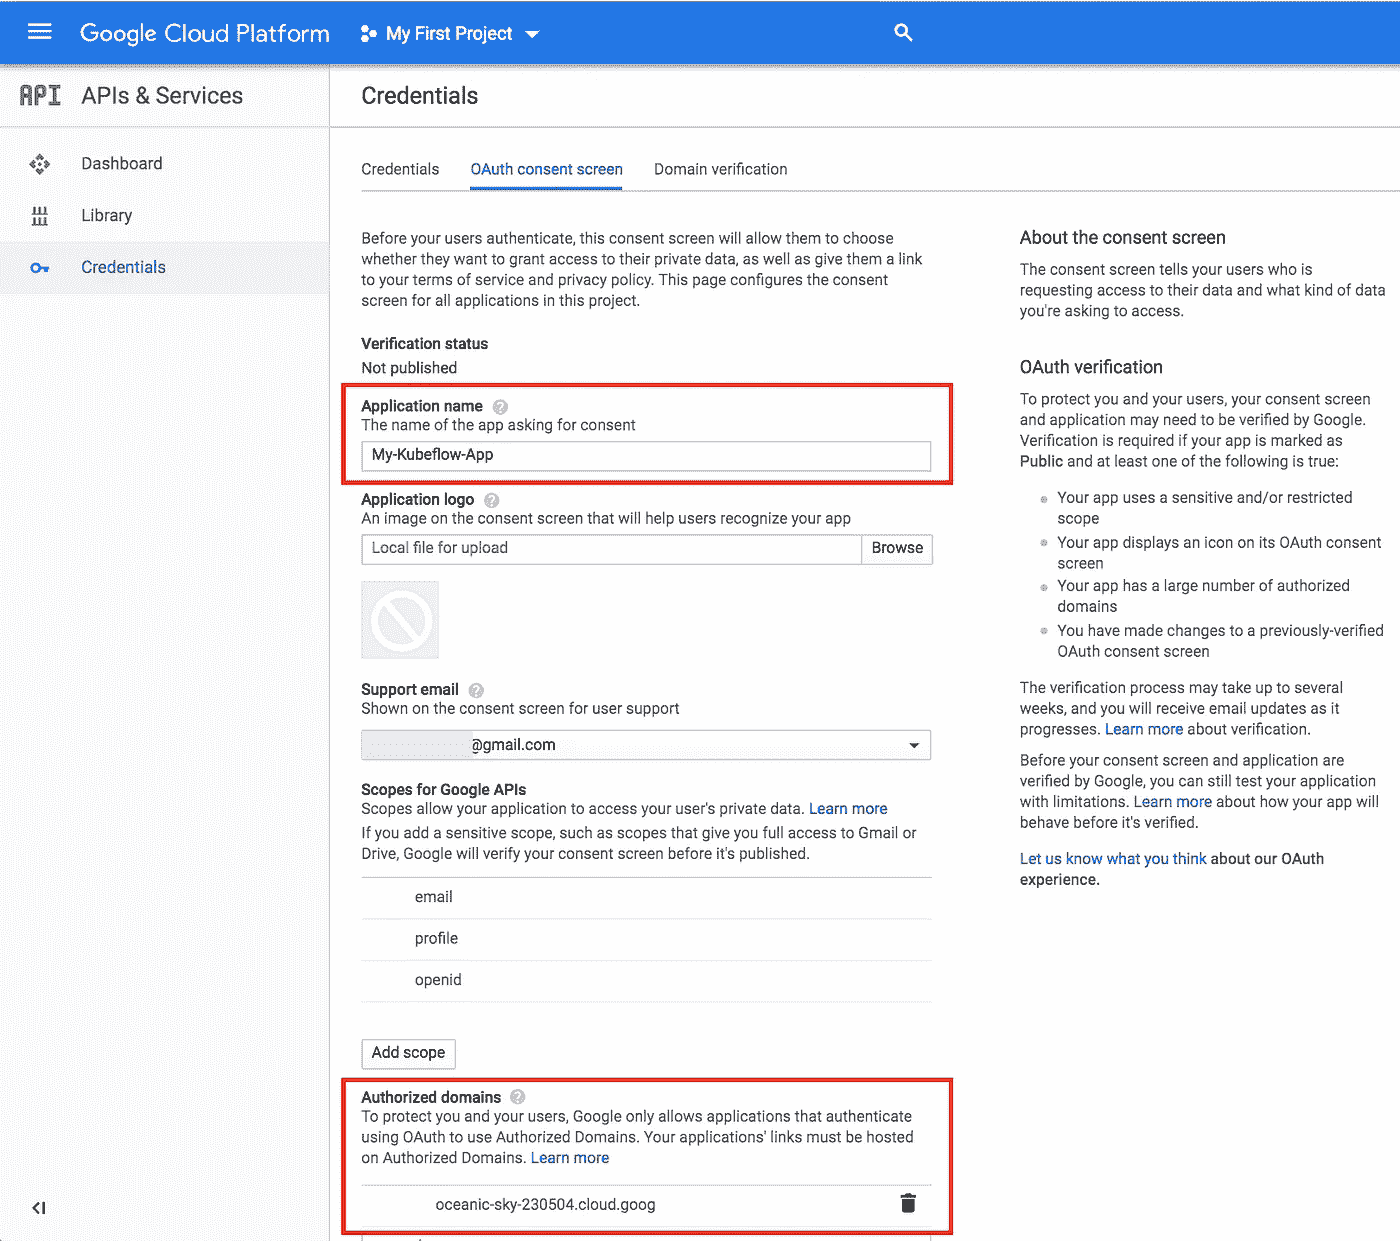 Google Cloud Platform
My First Project
API
APIs & Services
Credentials
Dashboard
Library
Credentials
Credentials
OAuth consent screen
Domain verification
Before your users authenticate, this consent screen will allow them to choose
whether they want to grant access to their private data, as well as give them a link
to your terms of service and privacy policy. This page configures the consent
screen for all applications in this project.
Verification status
Not published
Application name
The name of the app asking for consent
My-Kubeflow-App
Application logo
An image on the consent screen that will help users recognize your app
Local file for upload
Browse
Support email
Shown on the consent screen for user support
@gmail.com
Scopes for Google APIs
Scopes allow your application to access your user's private data. Learn more
If you add a sensitive scope, such as scopes that give you full access to Gmail or
Drive, Google will verify your consent screen before it's published.
email
profile
openid
Add scope
Authorized domains
To protect you and your users, Google only allows applications that authenticate
using OAuth to use Authorized Domains. Your applications' links must be hosted
on Authorized Domains. Learn more
oceanic-sky-230504.cloud.goog
About the consent screen
The consent screen tells your users who is
requesting access to their data and what kind of data
you're asking to access.
OAuth verification
To protect you and your users, your consent screen
and application may need to be verified by Google.
Verification is required if your app is marked as
Public and at least one of the following is true:
Your app uses a sensitive and/or restricted
scope
Your app displays an icon on its OAuth consent
screen
Your app has a large number of authorized
domains
You have made changes to a previously-verified
OAuth consent screen
The verification process may take up to several
weeks, and you will receive email updates as it
progresses. Learn more about verification.
Before your consent screen and application are
verified by Google, you can still test your application
with limitations. Learn more about how your app will
behave before it's verified.
Let us know what you think about our OAuth
experience.